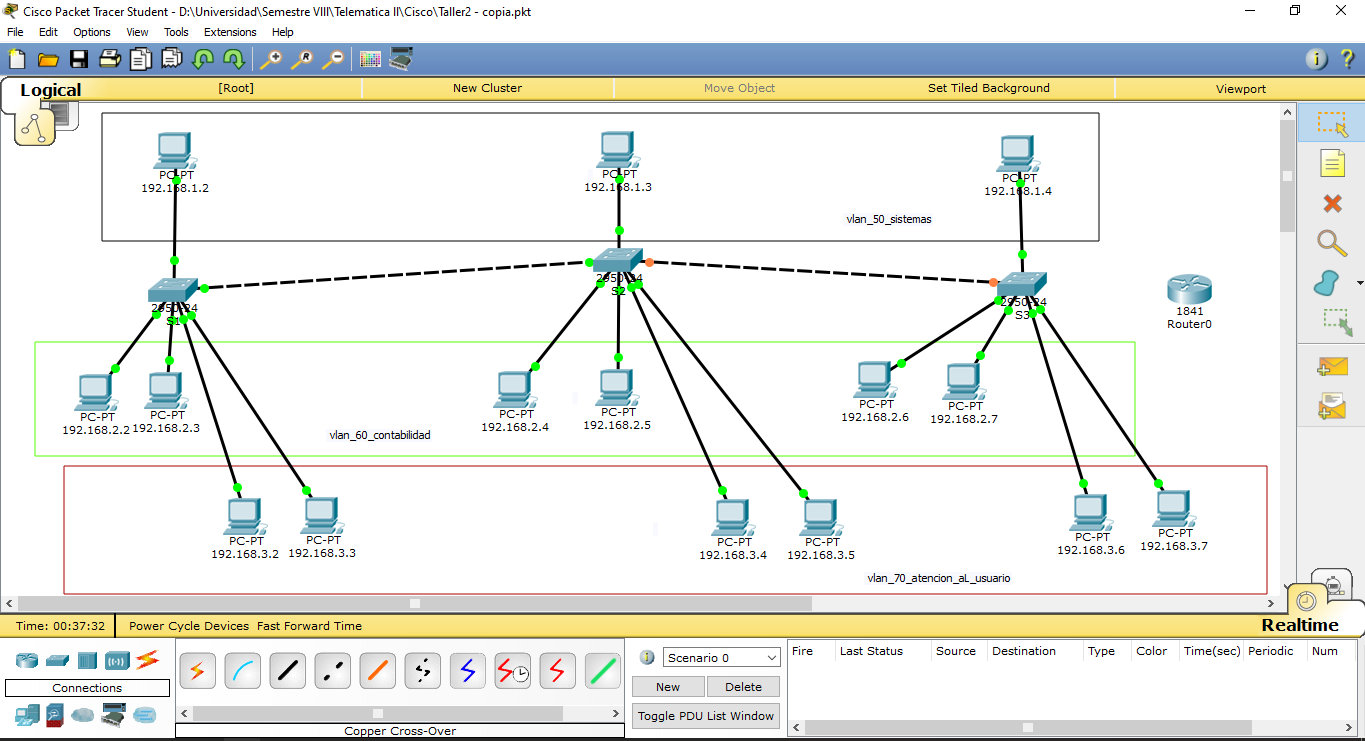 Cisco Packet Tracer Student - D:\Universidad\Semestre VIII\Telematica II\Cisco\Taller2 - copia.pkt
File Edit Options View Tools Extensions Help
Logical [Root] New Cluster Move Object Set Tiled Background Viewport
PC-PT
192.168.1.2
PC-PT
192.168.1.3
PC-PT
192.168.1.4
vlan_50_sistemas
2950-24
S1
2950-24
S2
2950-24
S3
1841
Router0
PC-PT
192.168.2.2
PC-PT
192.168.2.3
PC-PT
192.168.2.4
PC-PT
192.168.2.5
PC-PT
192.168.2.6
PC-PT
192.168.2.7
vlan_60_contabilidad
PC-PT
192.168.3.2
PC-PT
192.168.3.3
PC-PT
192.168.3.4
PC-PT
192.168.3.5
PC-PT
192.168.3.6
PC-PT
192.168.3.7
vlan_70_atencion_aL_usuario
Time: 00:37:32 Power Cycle Devices Fast Forward Time Realtime
Connections
Copper Cross-Over
Scenario 0
New Delete
Toggle PDU List Window
Fire Last Status Source Destination Type Color Time(sec) Periodic Num